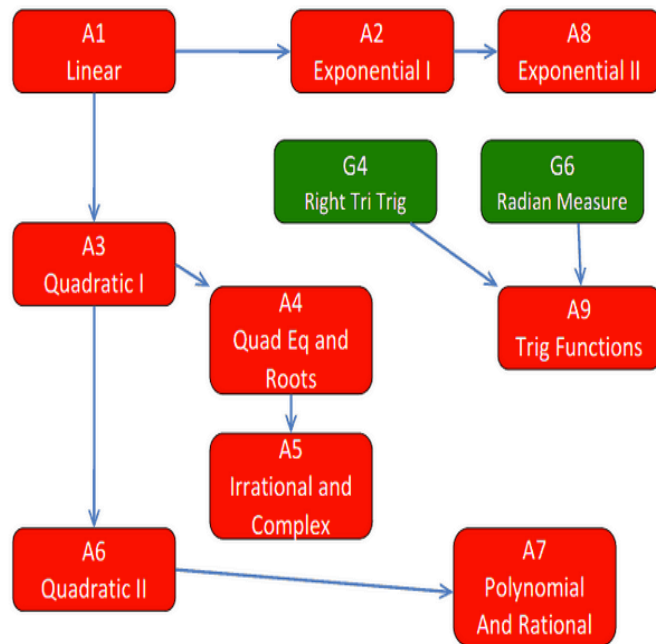 A1
Linear
A2
Exponential I
A8
Exponential II
G4
Right Tri Trig
G6
Radian Measure
A3
Quadratic I
A4
Quad Eq and
Roots
A9
Trig Functions
A5
Irrational and
Complex
A6
Quadratic II
A7
Polynomial
And Rational